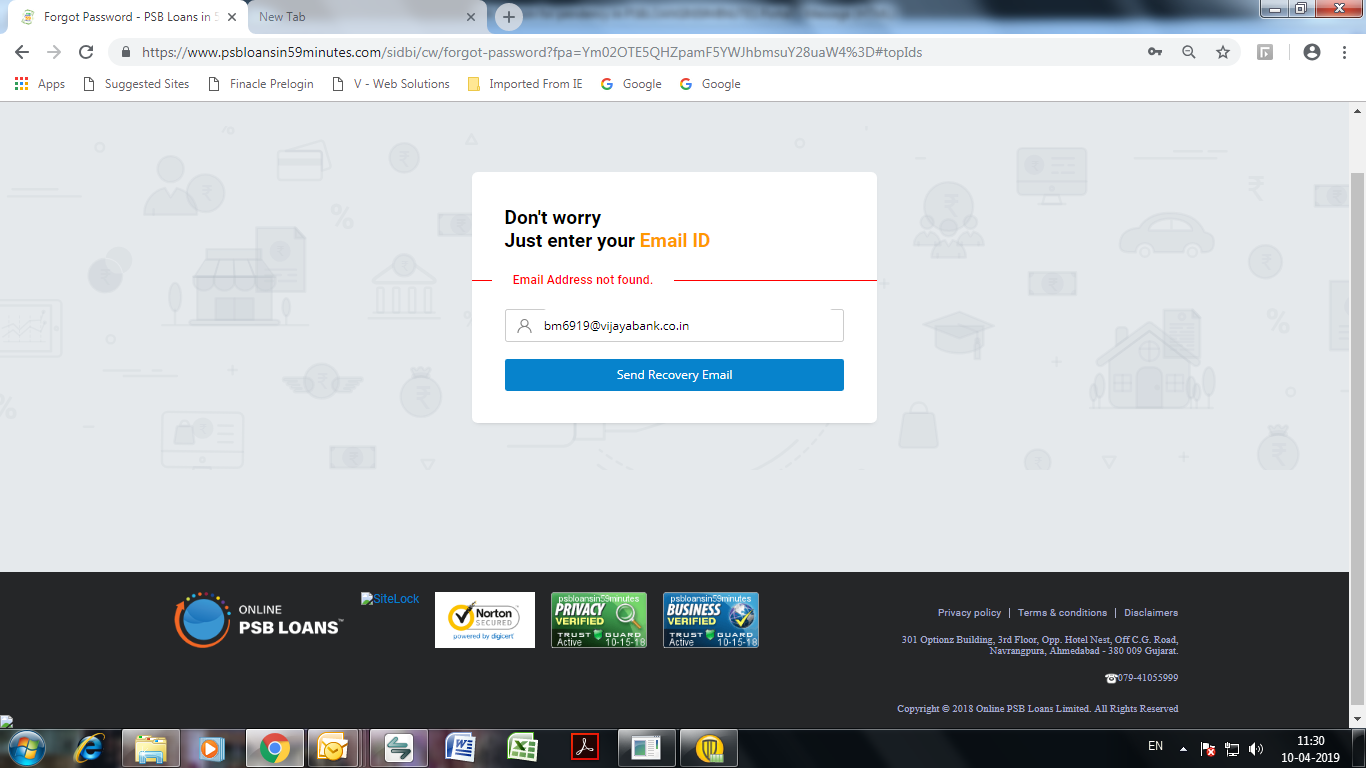 Forgot Password - PSB Loans in 5
New Tab
https://www.psbloansin59minutes.com/sidbi/cw/forgot-password?fpa=Ym02OTE5QHZpamF5YWJhbmsuY28uaW4%3D#topIds
Apps
Suggested Sites
Finacle Prelogin
V - Web Solutions
Imported From IE
Google
Google
Don't worry
Just enter your Email ID
Email Address not found.
bm6919@vijayabank.co.in
Send Recovery Email
ONLINE
PSB LOANS™
SiteLock
Norton
SECURED
powered by digicert
psbloansin59minutes
PRIVACY
VERIFIED
TRUST GUARD
Active 10-15-18
psbloansin59minutes
BUSINESS
VERIFIED
TRUST GUARD
Active 10-15-18
Privacy policy | Terms & conditions | Disclaimers
301 Optionz Building, 3rd Floor, Opp. Hotel Nest, Off C.G. Road,
Navrangpura, Ahmedabad - 380 009 Gujarat.
☎079-41055999
Copyright © 2018 Online PSB Loans Limited. All Rights Reserved
EN
11:30
10-04-2019